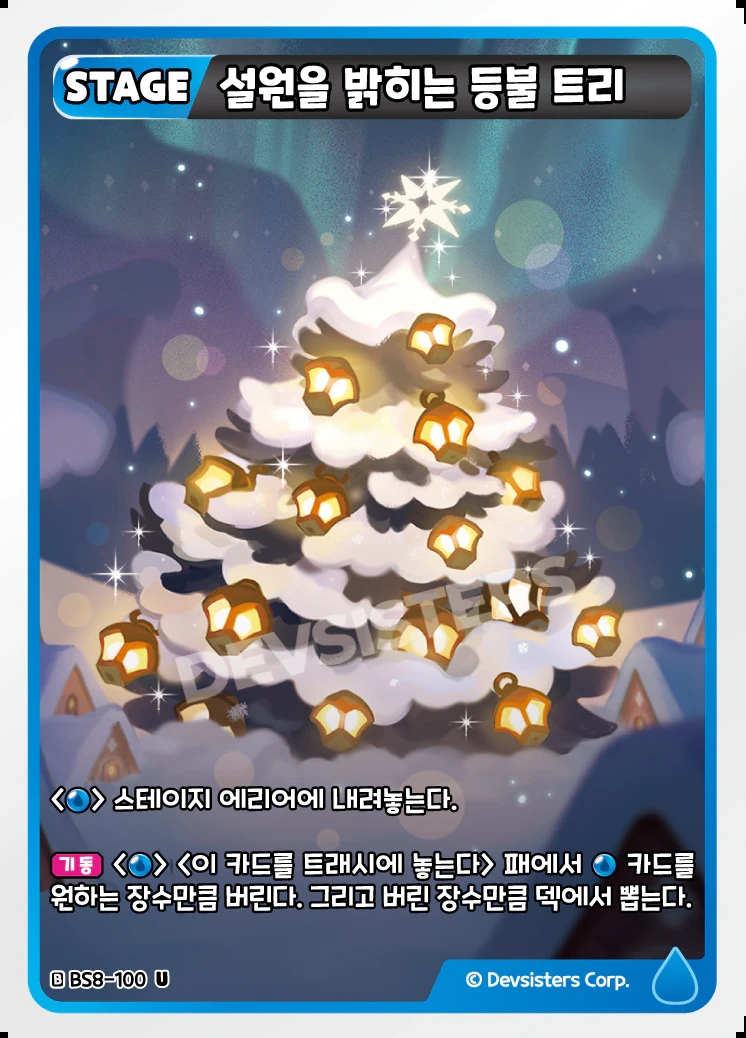 STAGE 설원을 밝히는 등불 트리
DEVSISTERS
〈💧〉 스테이지 에리어에 내려놓는다.
기동 〈💧〉 〈이 카드를 트래시에 놓는다〉 패에서 💧 카드를
원하는 장수만큼 버린다. 그리고 버린 장수만큼 덱에서 뽑는다.
B BS8-100 U
© Devsisters Corp.